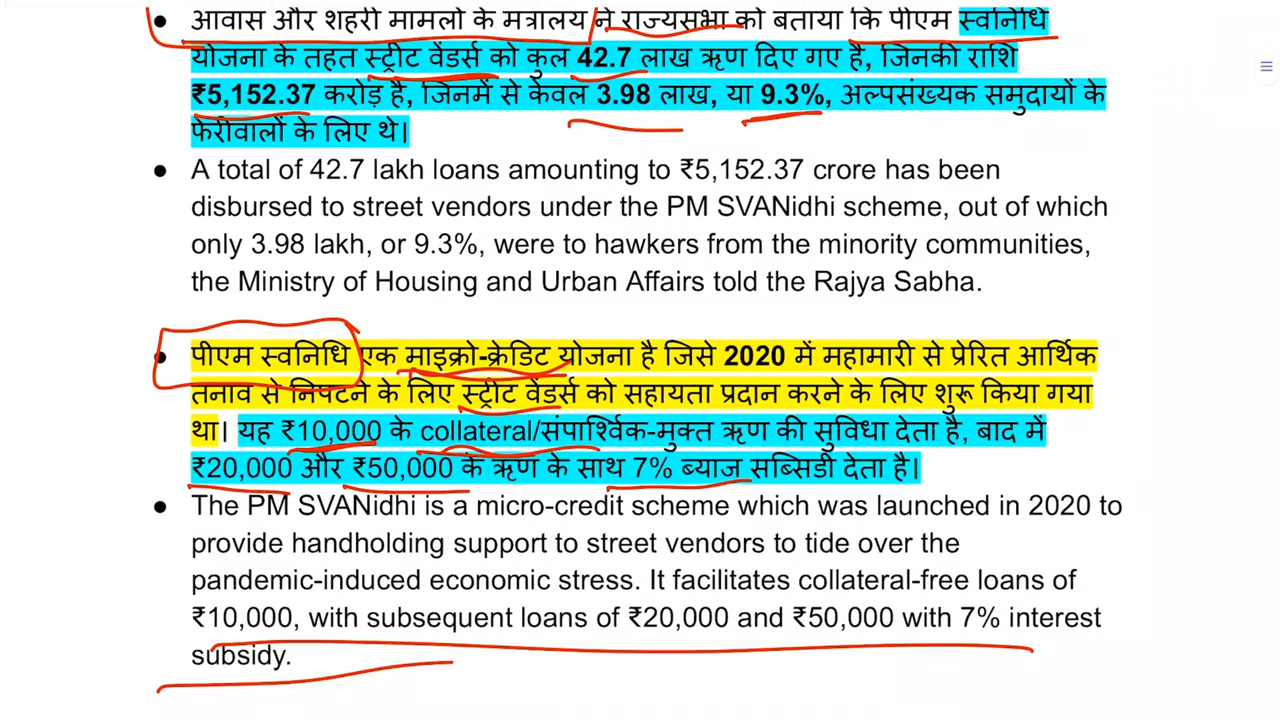 ● आवास और शहरी मामलों के मंत्रालय ने राज्यसभा को बताया कि पीएम स्वनिधि
योजना के तहत स्ट्रीट वेंडर्स को कुल 42.7 लाख ऋण दिए गए हैं, जिनकी राशि
₹5,152.37 करोड़ है, जिनमें से केवल 3.98 लाख, या 9.3%, अल्पसंख्यक समुदायों के
फेरीवालों के लिए थे।
● A total of 42.7 lakh loans amounting to ₹5,152.37 crore has been
disbursed to street vendors under the PM SVANidhi scheme, out of which
only 3.98 lakh, or 9.3%, were to hawkers from the minority communities,
the Ministry of Housing and Urban Affairs told the Rajya Sabha.
● पीएम स्वनिधि एक माइक्रो-क्रेडिट योजना है जिसे 2020 में महामारी से प्रेरित आर्थिक
तनाव से निपटने के लिए स्ट्रीट वेंडर्स को सहायता प्रदान करने के लिए शुरू किया गया
था। यह ₹10,000 के collateral/संपार्श्विक-मुक्त ऋण की सुविधा देता है, बाद में
₹20,000 और ₹50,000 के ऋण के साथ 7% ब्याज सब्सिडी देता है।
● The PM SVANidhi is a micro-credit scheme which was launched in 2020 to
provide handholding support to street vendors to tide over the
pandemic-induced economic stress. It facilitates collateral-free loans of
₹10,000, with subsequent loans of ₹20,000 and ₹50,000 with 7% interest
subsidy.